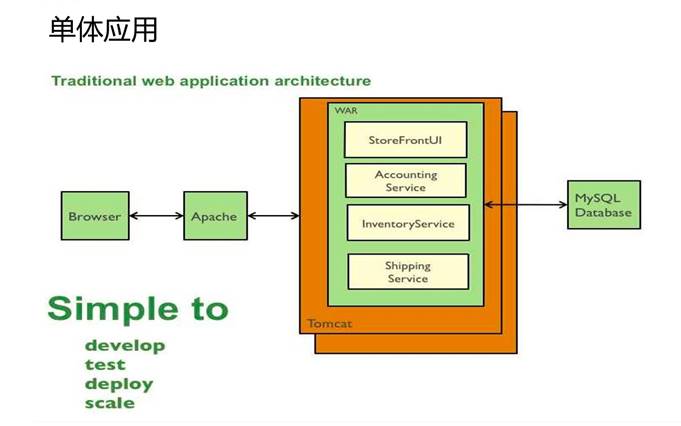 单体应用
Traditional web application architecture
WAR
StoreFrontUI
Accounting
Service
InventoryService
Shipping
Service
Tomcat
Browser
Apache
MySQL
Database
Simple to
develop
test
deploy
scale